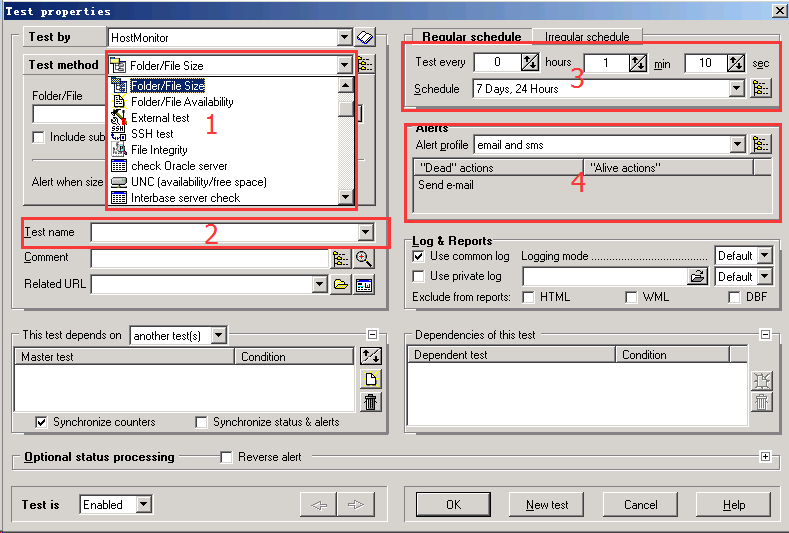 Test properties
Test by
HostMonitor
Test method
Folder/File Size
Folder/File
Folder/File Size
Folder/File Availability
External test
SSH test
File Integrity
check Oracle server
UNC (availability/free space)
Interbase server check
1
Include sub
Alert when size
Test name
2
Comment
Related URL
Regular schedule
Irregular schedule
Test every
0
hours
1
min
10
sec
3
Schedule
7 Days, 24 Hours
Alerts
Alert profile
email and sms
"Dead" actions
"Alive actions"
Send e-mail
4
Log & Reports
Use common log
Logging mode
Default
Use private log
Default
Exclude from reports:
HTML
WML
DBF
This test depends on
another test(s)
Master test
Condition
Synchronize counters
Synchronize status & alerts
Dependencies of this test
Dependent test
Condition
Optional status processing
Reverse alert
Test is
Enabled
OK
New test
Cancel
Help